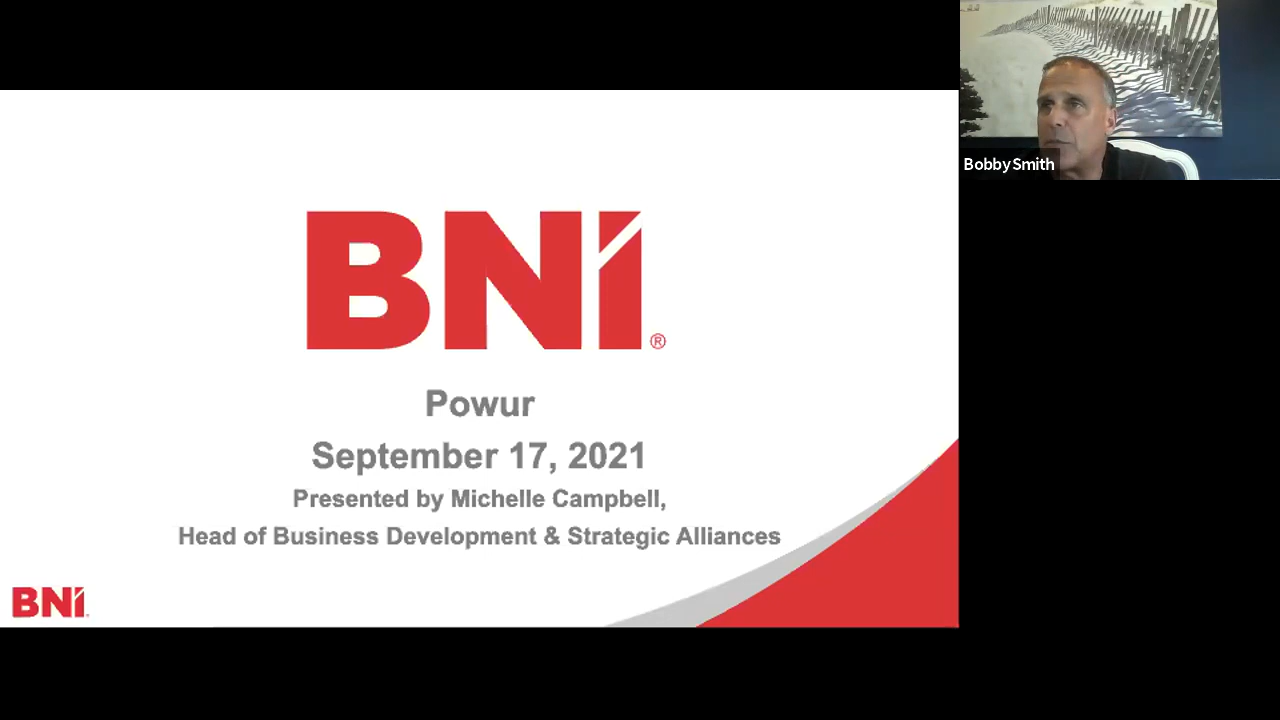 BNI®
Powur
September 17, 2021
Presented by Michelle Campbell,
Head of Business Development & Strategic Alliances
BNI
Bobby Smith